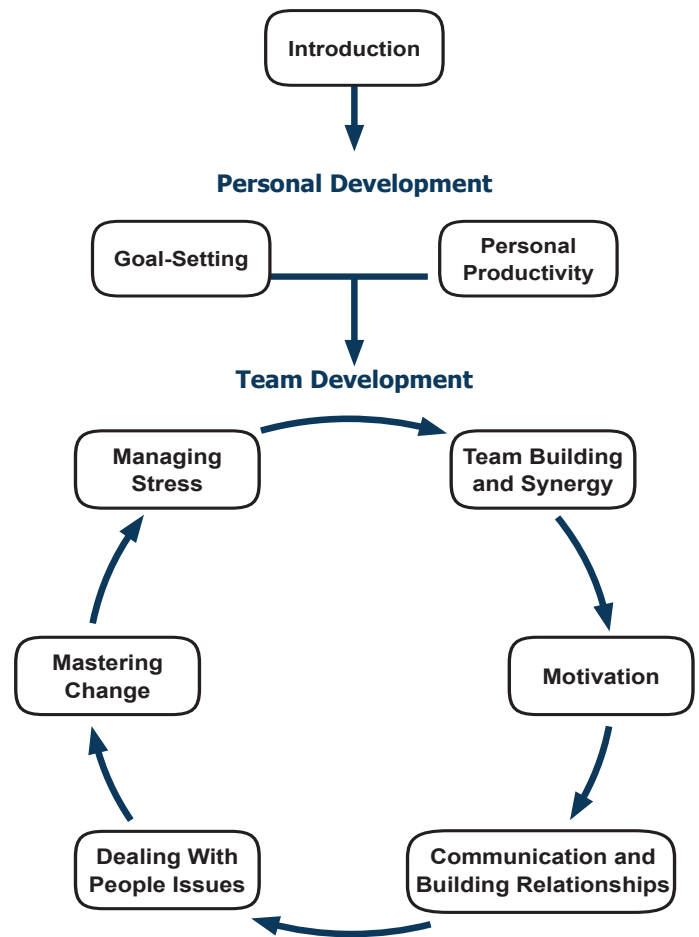 Introduction
Personal Development
Goal-Setting
Personal
Productivity
Team Development
Managing
Stress
Team Building
and Synergy
Mastering
Change
Motivation
Dealing With
People Issues
Communication and
Building Relationships